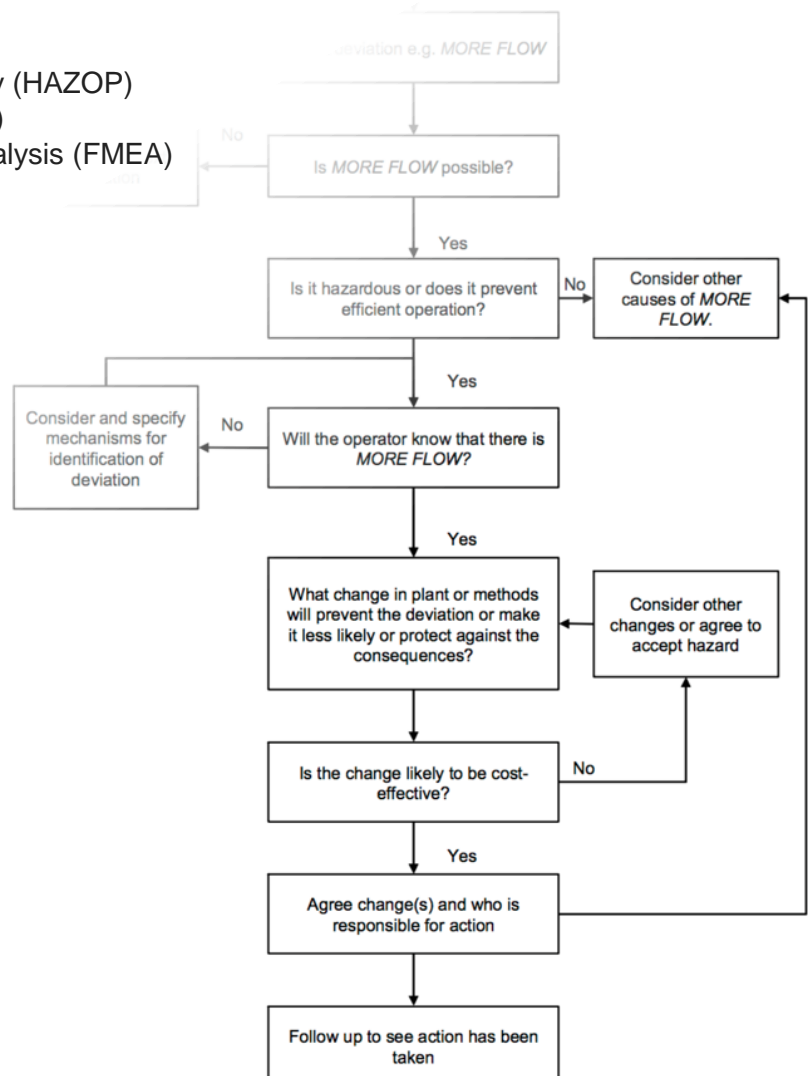 deviation e.g. MORE FLOW
y (HAZOP)
)
alysis (FMEA)
No
Is MORE FLOW possible?
Yes
Is it hazardous or does it prevent
efficient operation?
No
Consider other
causes of MORE
FLOW.
Yes
Consider and specify
mechanisms for
identification of
deviation
No
Will the operator know that there is
MORE FLOW?
Yes
What change in plant or methods
will prevent the deviation or make
it less likely or protect against the
consequences?
Consider other
changes or agree to
accept hazard
Is the change likely to be cost-
effective?
No
Yes
Agree change(s) and who is
responsible for action
Follow up to see action has been
taken